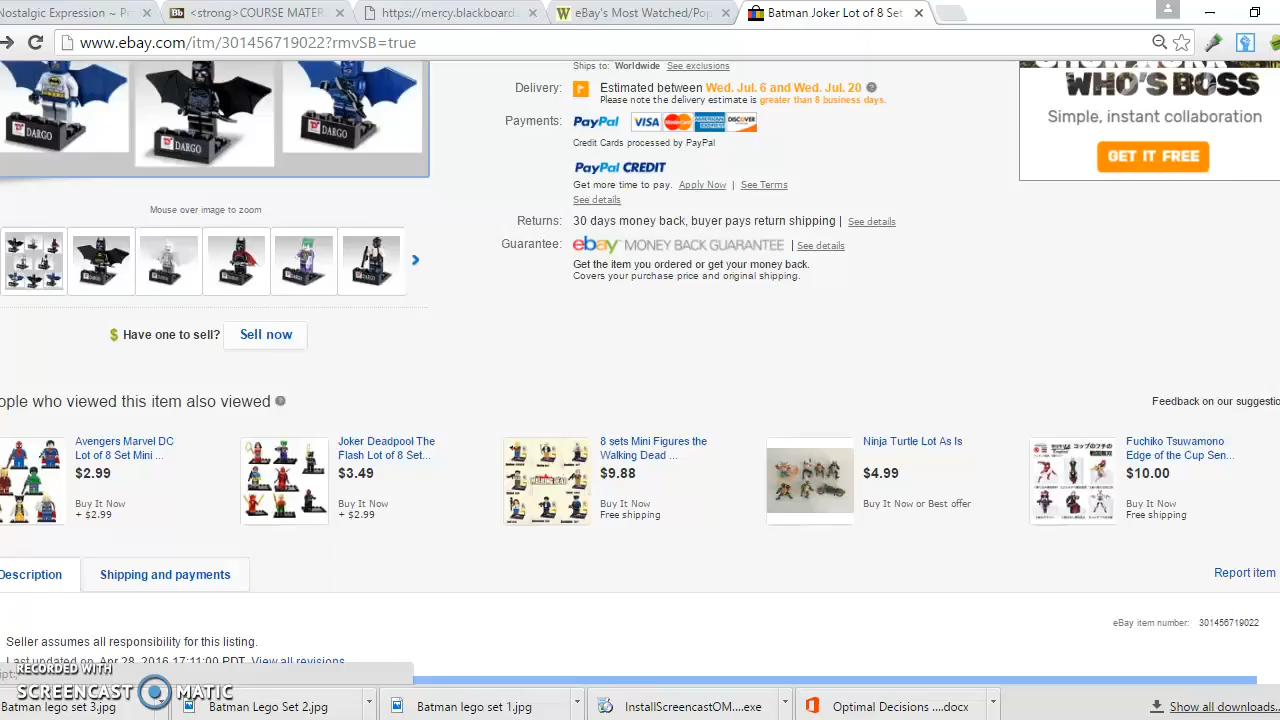 Nostalgic Expression ~ P
<strong>COURSE MATER
https://mercy.blackboard.
eBay's Most Watched/Pop
Batman Joker Lot of 8 Set
www.ebay.com/itm/301456719022?rmvSB=true
Ships to: Worldwide See exclusions
Delivery: Estimated between Wed. Jul. 6 and Wed. Jul. 20
Please note the delivery estimate is greater than 8 business days.
Payments: PayPal VISA MasterCard AMERICAN EXPRESS DISCOVER
Credit Cards processed by PayPal
PayPal CREDIT
Get more time to pay. Apply Now | See Terms
See details
Returns: 30 days money back, buyer pays return shipping | See details
Guarantee: ebay MONEY BACK GUARANTEE | See details
Get the item you ordered or get your money back.
Covers your purchase price and original shipping.
WHO'S BOSS
Simple, instant collaboration
GET IT FREE
DARGO
DARGO
DARGO
Mouse over image to zoom
Have one to sell? Sell now
ople who viewed this item also viewed
Feedback on our suggestio
Avengers Marvel DC
Lot of 8 Set Mini ...
$2.99
Buy It Now
+ $2.99
Joker Deadpool The
Flash Lot of 8 Set...
$3.49
Buy It Now
+ $2.99
8 sets Mini Figures the
Walking Dead ...
$9.88
Buy It Now
Free shipping
Ninja Turtle Lot As Is
$4.99
Buy It Now or Best offer
Fuchiko Tsuwamono
Edge of the Cup Sen...
$10.00
Buy It Now
Free shipping
Description
Shipping and payments
Report item
eBay item number: 301456719022
Seller assumes all responsibility for this listing.
Last updated on Apr 28, 2016 17:11:00 PDT View all revisions
RECORDED WITH
SCREENCAST MATIC
Batman lego set 3.jpg
Batman Lego Set 2.jpg
Batman lego set 1.jpg
InstallScreencastOM....exe
Optimal Decisions ....docx
Show all downloads..